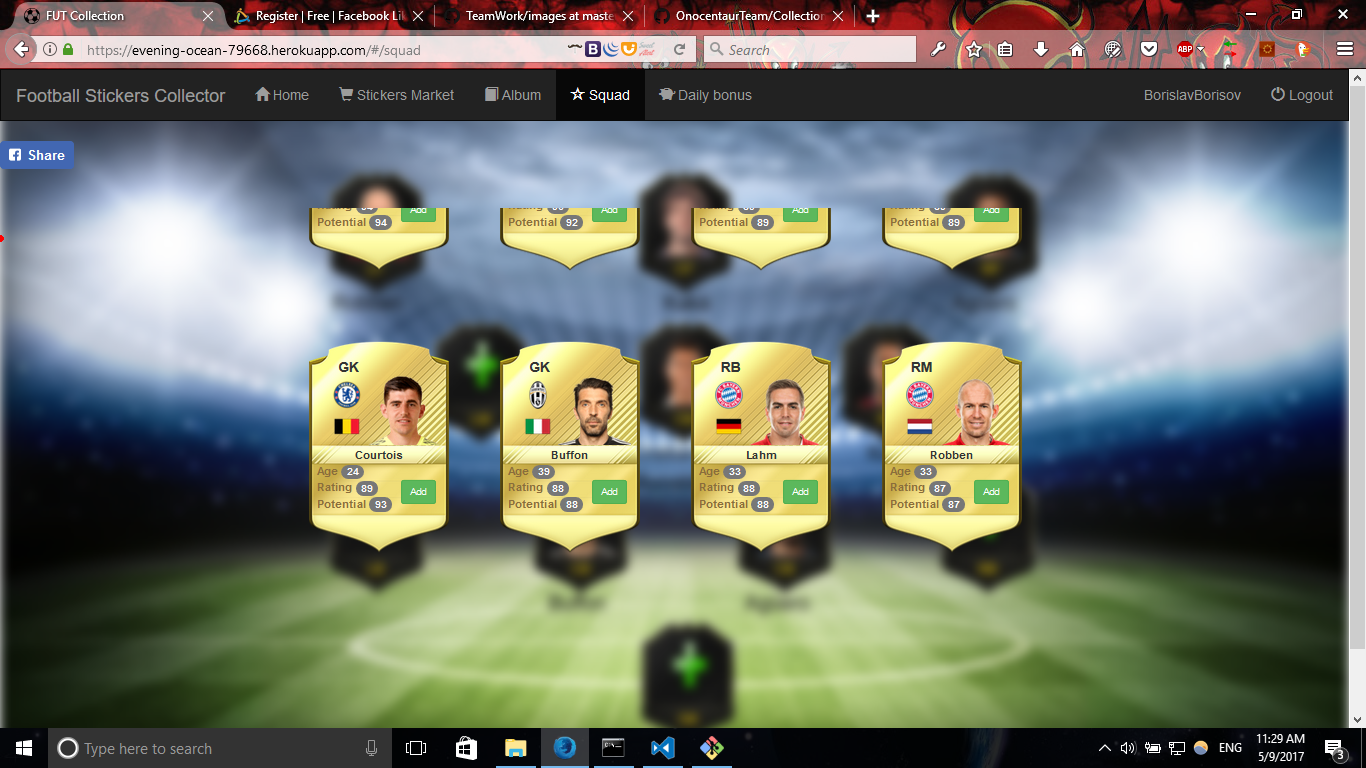 FUT Collection
Register | Free | Facebook Li
TeamWork/images at maste
OnocentaurTeam/Collection
https://evening-ocean-79668.herokuapp.com/#/squad
Search
ABP
Football Stickers Collector
Home
Stickers Market
Album
Squad
Daily bonus
BorislavBorisov
Logout
Share
Add
Add
Add
Add
Potential 94
Potential 92
Potential 89
Potential 89
GK
Courtois
Age 24
Rating 89
Potential 93
Add
GK
Buffon
Age 39
Rating 88
Potential 88
Add
RB
Lahm
Age 33
Rating 88
Potential 88
Add
RM
Robben
Age 33
Rating 87
Potential 87
Add
Type here to search
ENG
11:29 AM
5/9/2017
3